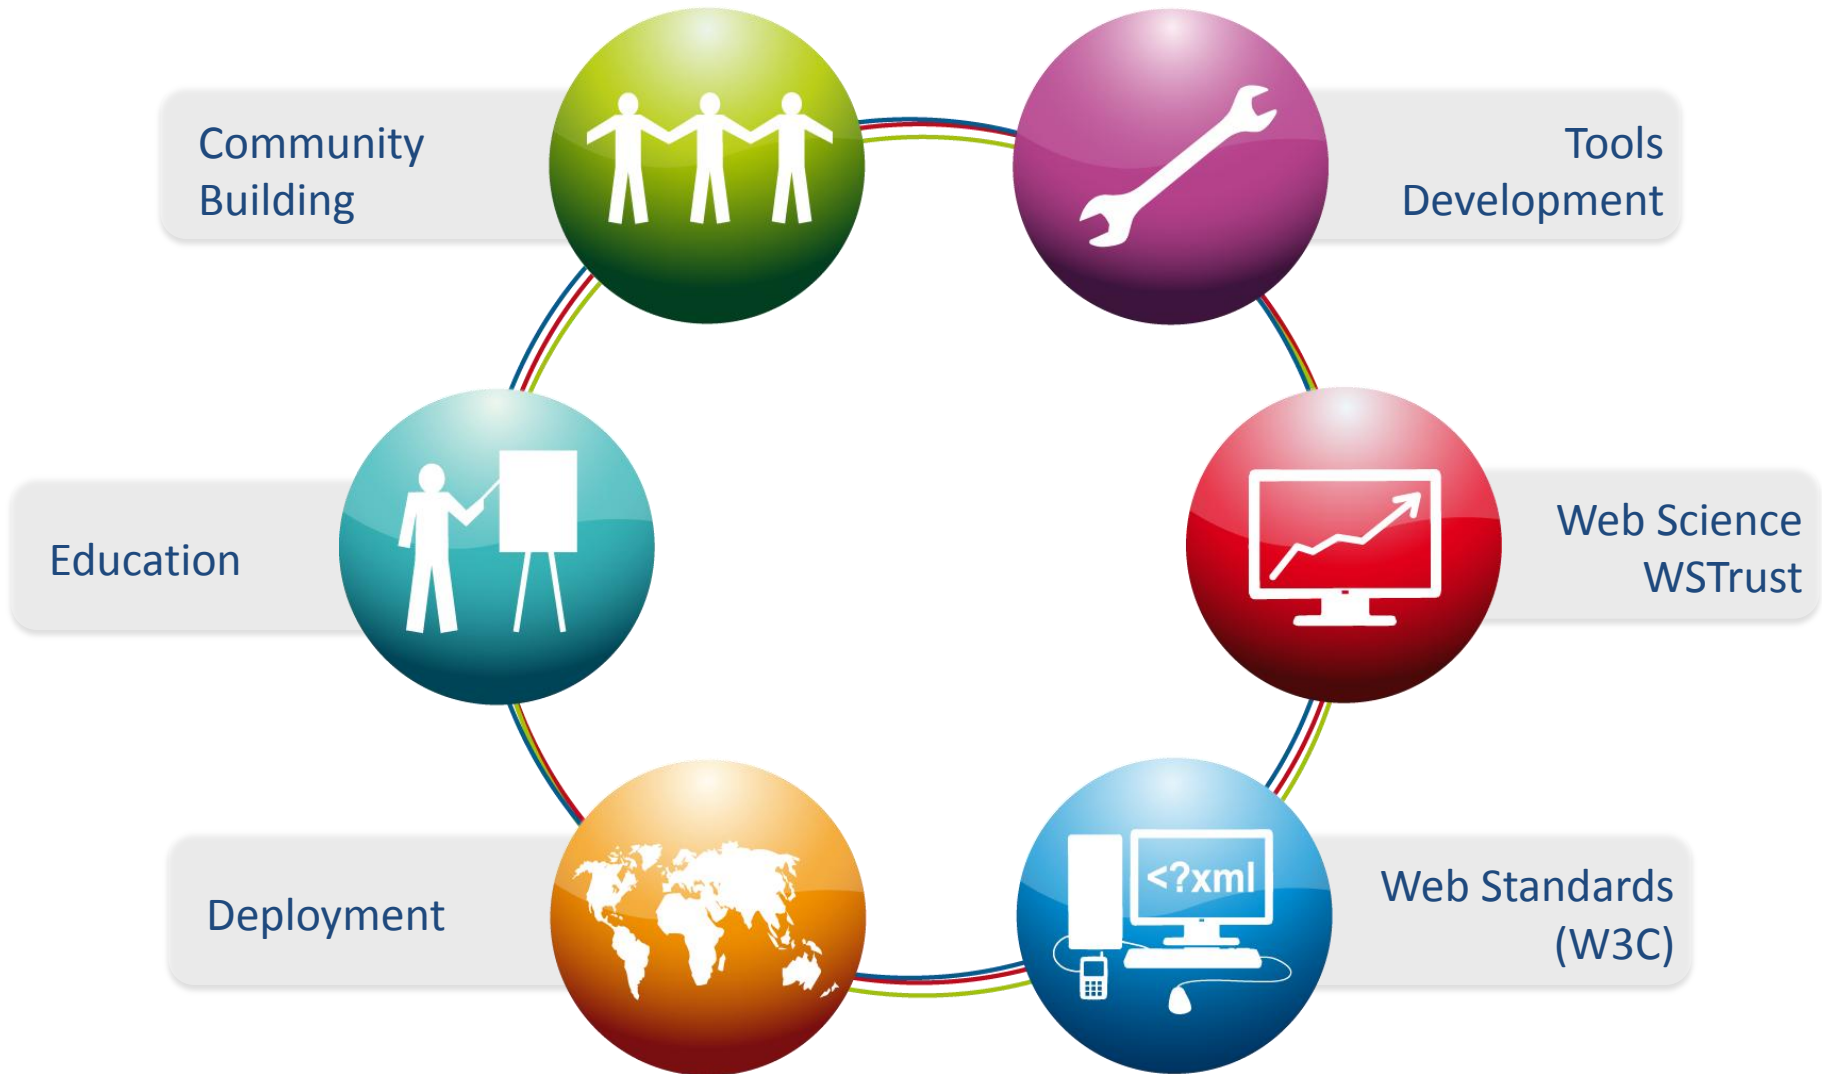 Community
Building
Tools
Development
Education
Web Science
WSTrust
Deployment
<?xml
Web Standards
(W3C)